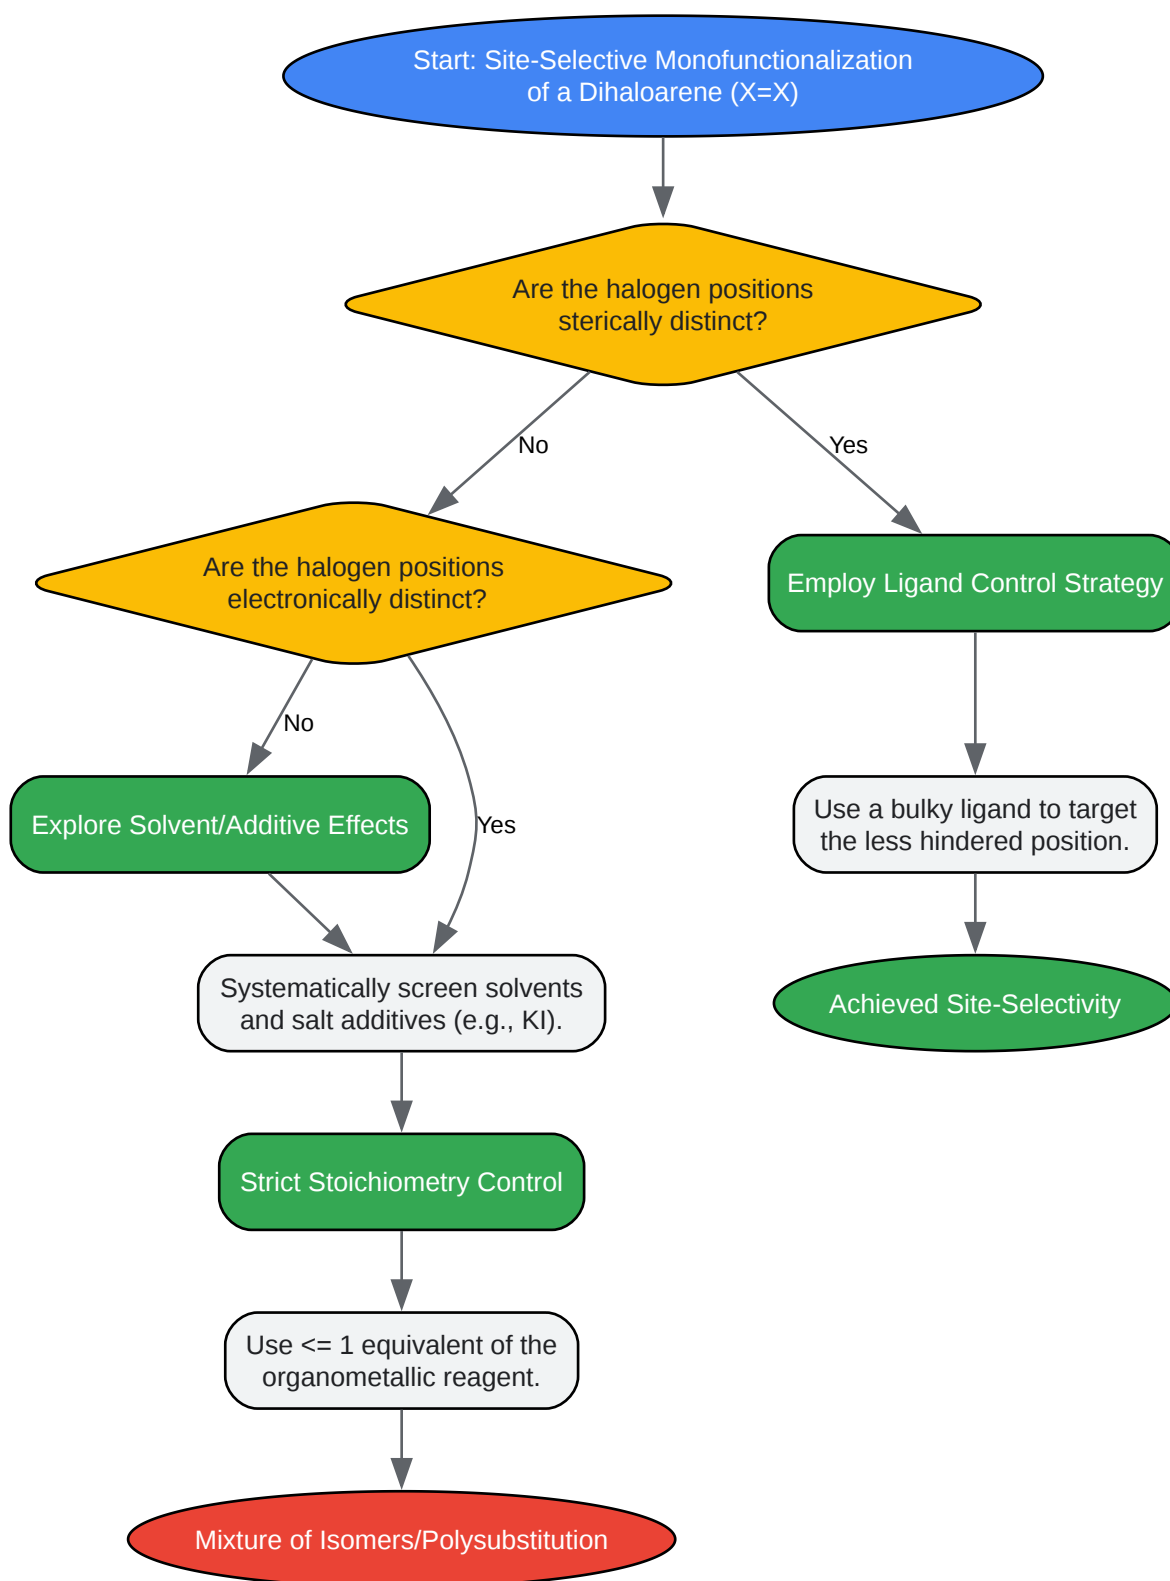 Start: Site-Selective Monofunctionalization
of a Dihaloarene (X=X)
Are the halogen positions
sterically distinct?
No
Yes
Are the halogen positions
electronically distinct?
Employ Ligand Control Strategy
No
Yes
Explore Solvent/Additive Effects
Use a bulky ligand to target
the less hindered position.
Systematically screen solvents
and salt additives (e.g., KI).
Achieved Site-Selectivity
Strict Stoichiometry Control
Use <= 1 equivalent of the
organometallic reagent.
Mixture of Isomers/Polysubstitution